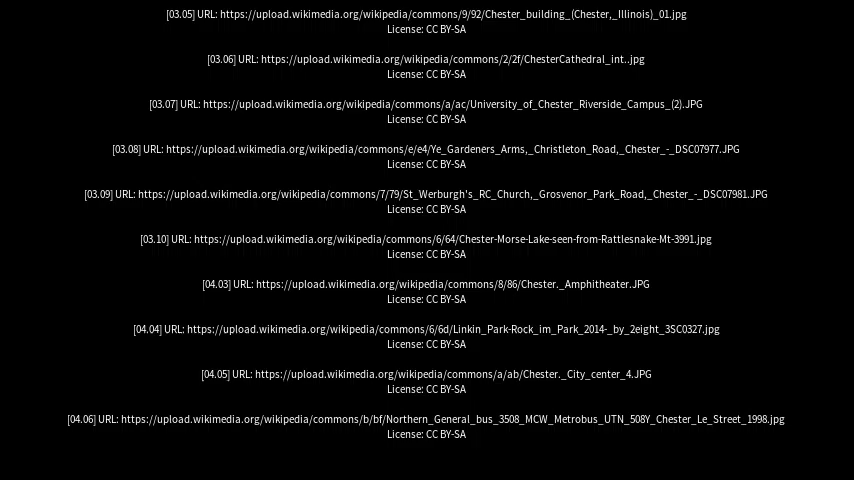 [03.05] URL: https://upload.wikimedia.org/wikipedia/commons/9/92/Chester_building_(Chester,_Illinois)_01.jpg
License: CC BY-SA
[03.06] URL: https://upload.wikimedia.org/wikipedia/commons/2/2f/ChesterCathedral_int..jpg
License: CC BY-SA
[03.07] URL: https://upload.wikimedia.org/wikipedia/commons/a/ac/University_of_Chester_Riverside_Campus_(2).JPG
License: CC BY-SA
[03.08] URL: https://upload.wikimedia.org/wikipedia/commons/e/e4/Ye_Gardeners_Arms,_Christleton_Road,_Chester_-_DSC07977.JPG
License: CC BY-SA
[03.09] URL: https://upload.wikimedia.org/wikipedia/commons/7/79/St_Werburgh's_RC_Church,_Grosvenor_Park_Road,_Chester_-_DSC07981.JPG
License: CC BY-SA
[03.10] URL: https://upload.wikimedia.org/wikipedia/commons/6/64/Chester-Morse-Lake-seen-from-Rattlesnake-Mt-3991.jpg
License: CC BY-SA
[04.03] URL: https://upload.wikimedia.org/wikipedia/commons/8/86/Chester._Amphitheater.JPG
License: CC BY-SA
[04.04] URL: https://upload.wikimedia.org/wikipedia/commons/6/6d/Linkin_Park-Rock_im_Park_2014-_by_2eight_3SC0327.jpg
License: CC BY-SA
[04.05] URL: https://upload.wikimedia.org/wikipedia/commons/a/ab/Chester._City_center_4.JPG
License: CC BY-SA
[04.06] URL: https://upload.wikimedia.org/wikipedia/commons/b/bf/Northern_General_bus_3508_MCW_Metrobus_UTN_508Y_Chester_Le_Street_1998.jpg
License: CC BY-SA